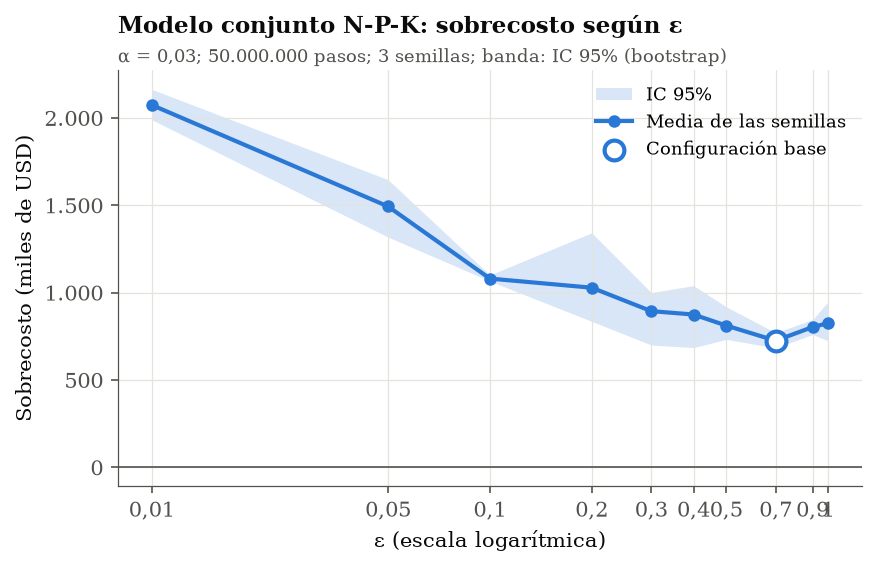 Modelo conjunto N-P-K: sobrecosto según ε
α = 0,03; 50.000.000 pasos; 3 semillas; banda: IC 95% (bootstrap)
IC 95%
Media de las semillas
Configuración base
Sobrecosto (miles de USD)
2.000
1.500
1.000
500
0
0,01 0,05 0,1 0,2 0,3 0,4 0,5 0,7 0,9 1
ε (escala logarítmica)